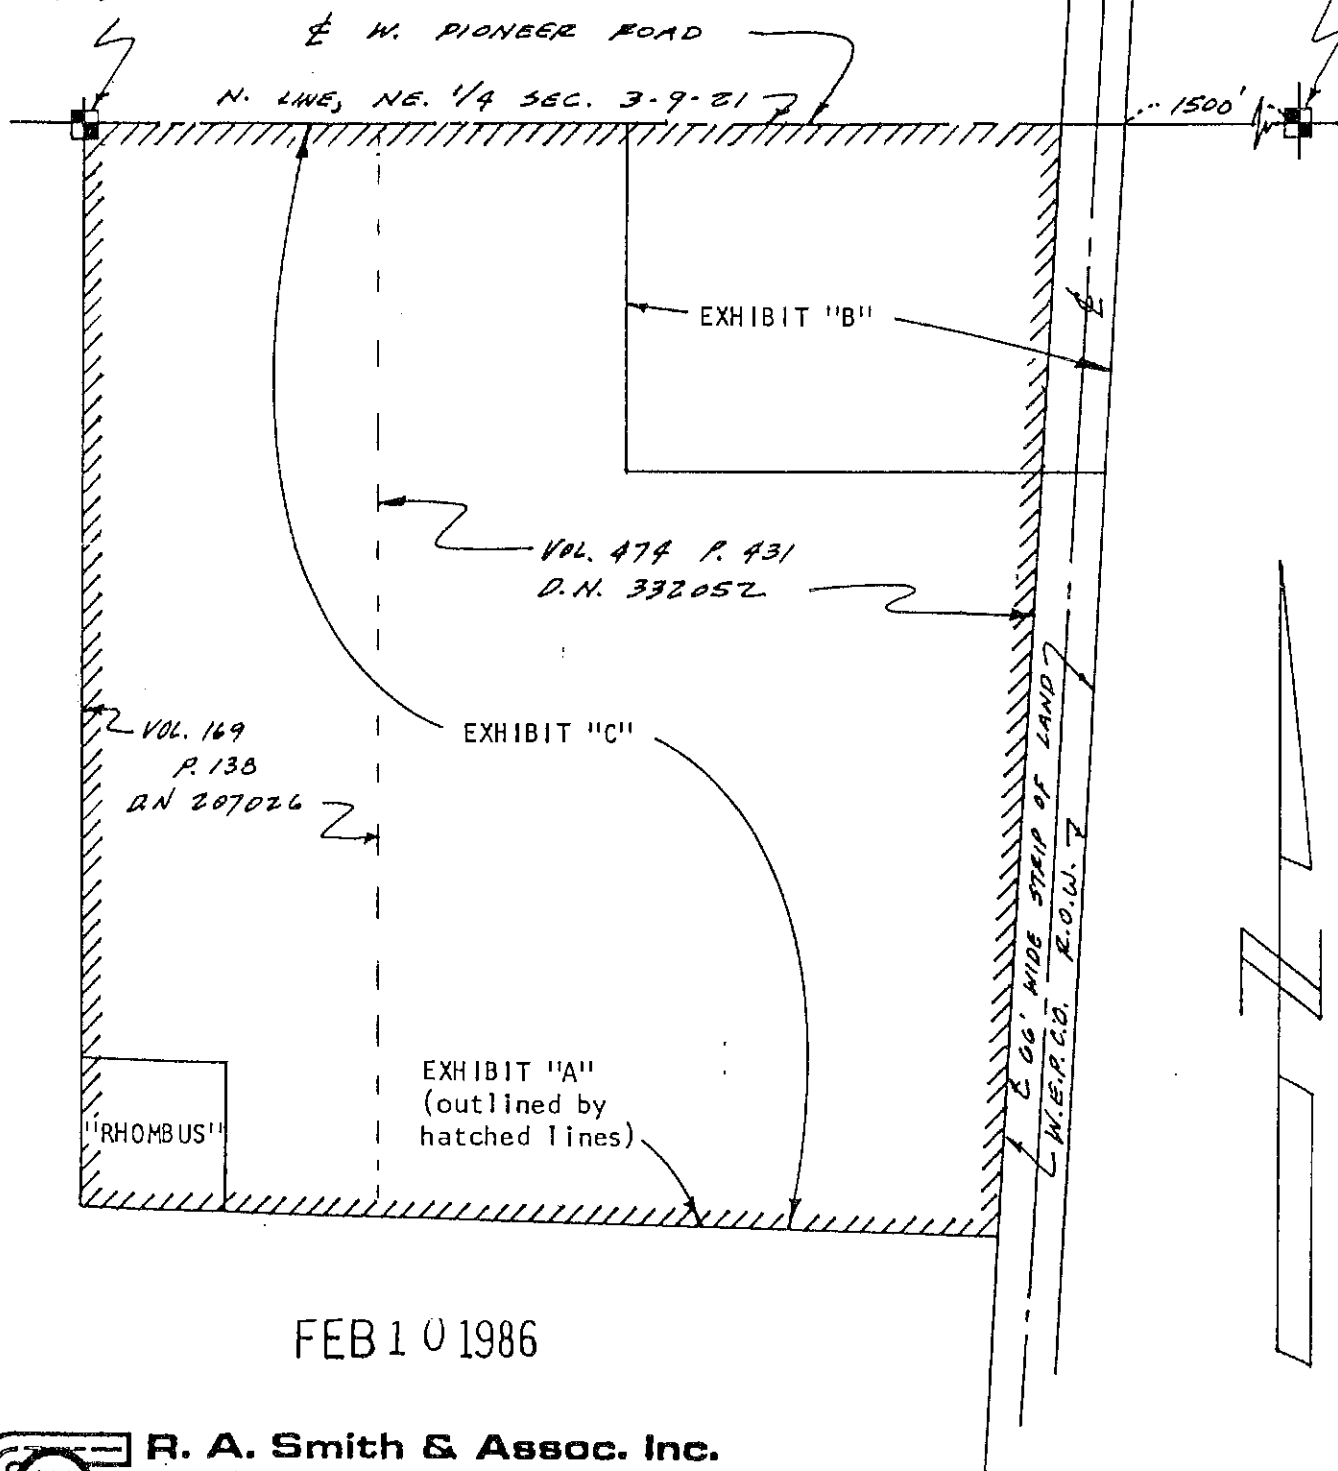 ℄ W. PIONEER ROAD
N. LINE, NE. 1/4 SEC. 3-9-21
1500'
EXHIBIT "B"
℄
VOL. 474 P. 431
D.N. 332052
VOL. 169
P. 138
D.N 207026
EXHIBIT "C"
℄ 66' WIDE STRIP OF LAND
W.E.P.CO. R.O.W.
EXHIBIT "A"
(outlined by
hatched lines)
"RHOMBUS"
N
FEB 10 1986
R. A. Smith & Assoc. Inc.